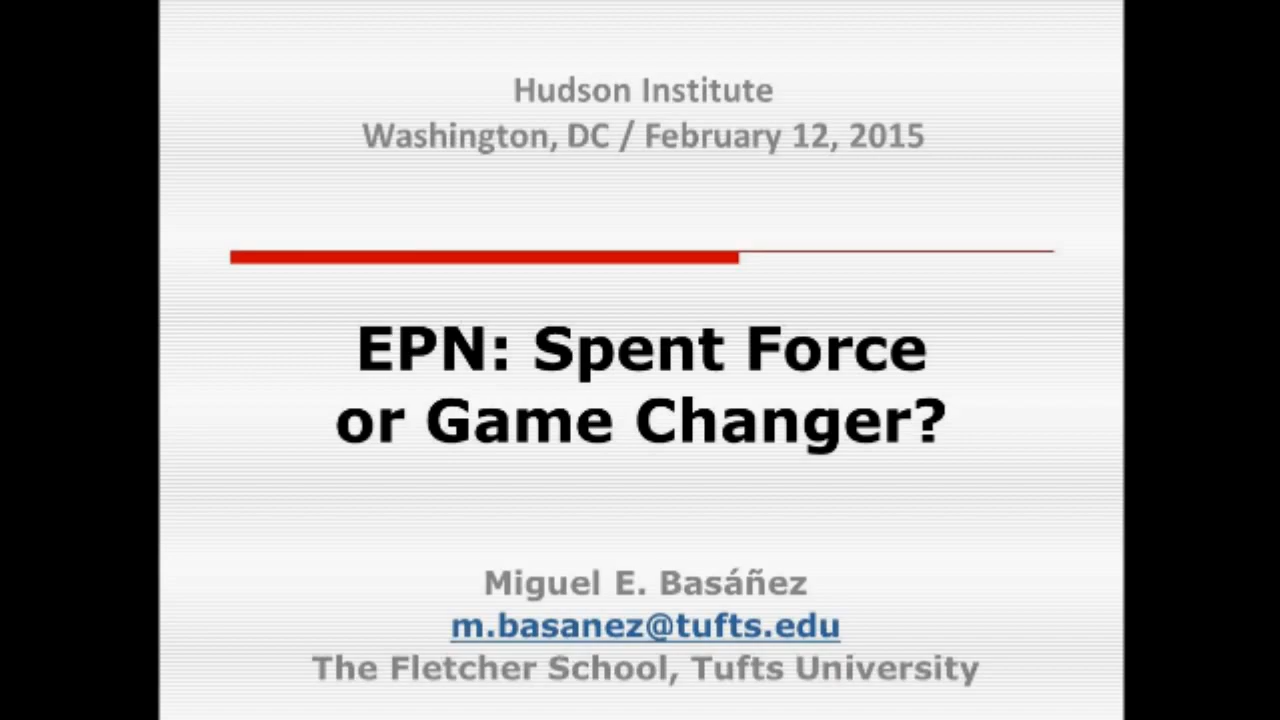 Hudson Institute
Washington, DC / February 12, 2015
EPN: Spent Force
or Game Changer?
Miguel E. Basáñez
m.basanez@tufts.edu
The Fletcher School, Tufts University